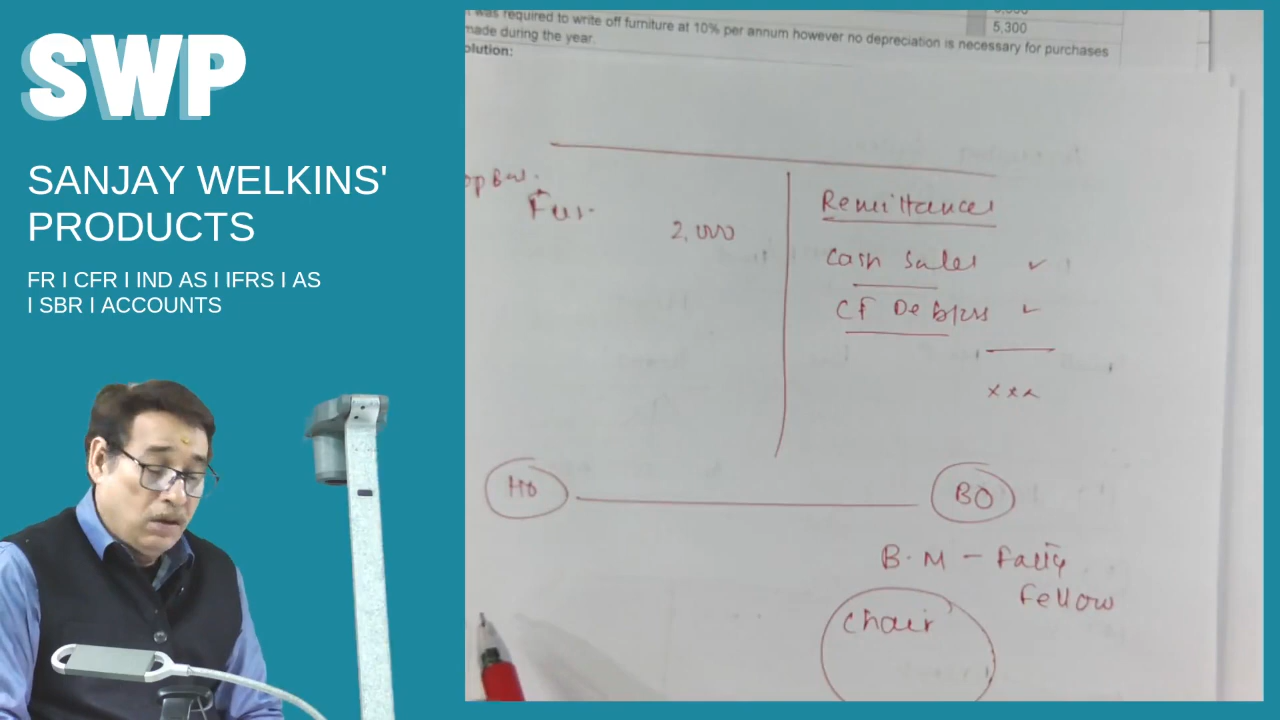 SWP
SANJAY WELKINS'
PRODUCTS
FR I CFR I IND AS I IFRS I AS
I SBR I ACCOUNTS
5,300
was required to write off furniture at 10% per annum however no depreciation is necessary for purchases
made during the year.
olution:
op Bal.
Fur.
2,000
Remittances
Cash Sales ✓
CF Debtors ✓
xxx
HO
BO
B.M - Fatty
Fellow
Chair